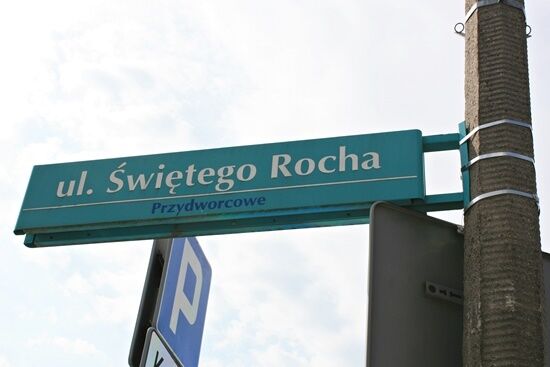 ul. Świętego Rocha
Przydworcowe
P